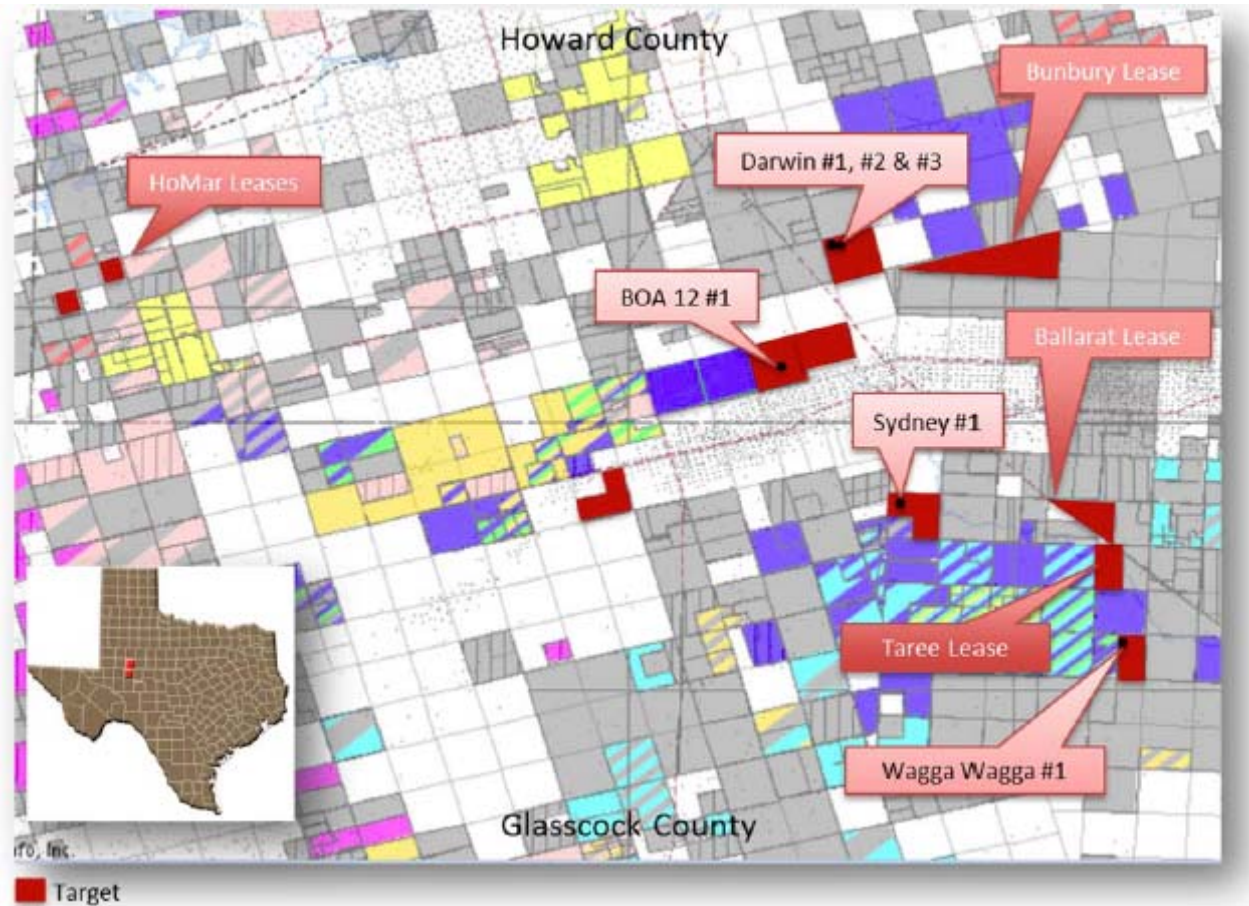 Howard County
Bunbury Lease
Darwin #1, #2 & #3
HoMar Leases
BOA 12 #1
Ballarat Lease
Sydney #1
Taree Lease
Wagga Wagga #1
Glasscock County
Inc.
Target